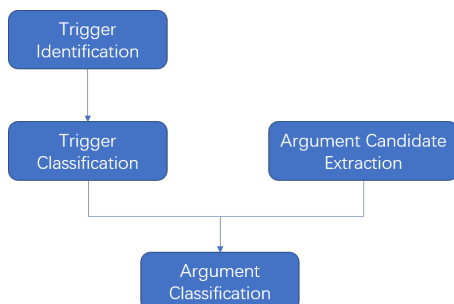 Trigger
Identification
Trigger
Classification
Argument Candidate
Extraction
Argument
Classification